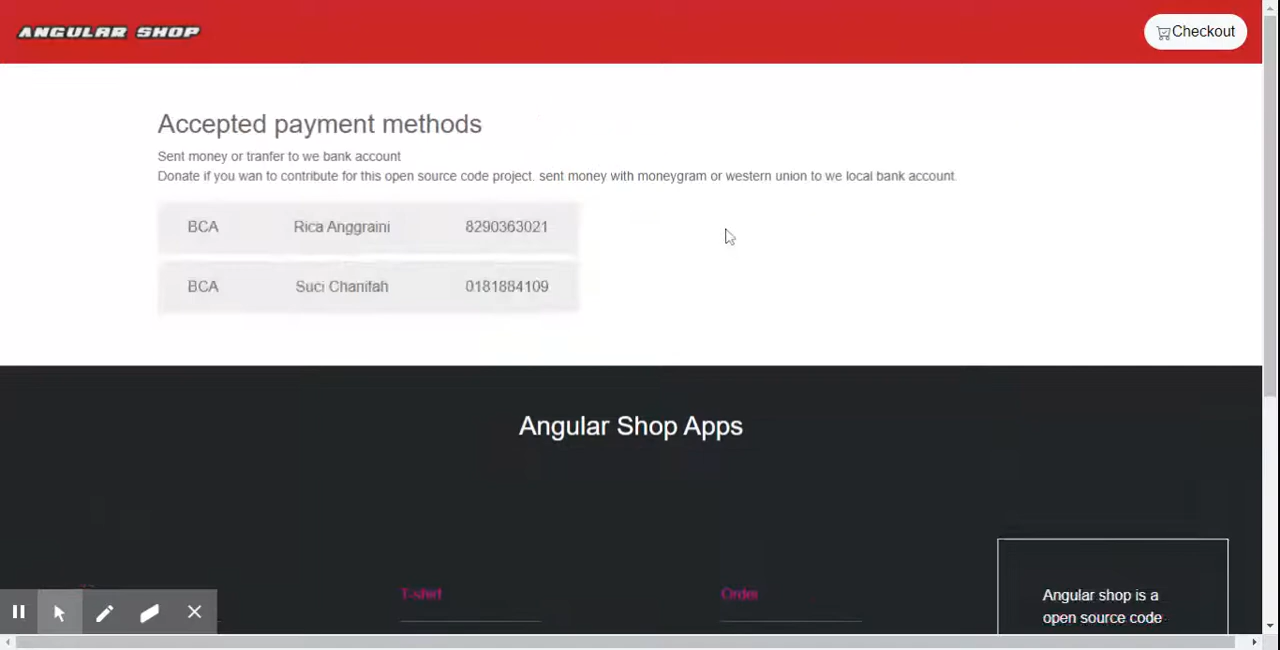 ANGULAR SHOP
Checkout
Accepted payment methods
Sent money or tranfer to we bank account
Donate if you wan to contribute for this open source code project. sent money with moneygram or western union to we local bank account.
BCA Rica Anggraini 8290363021
BCA Suci Chanifah 0181884109
Angular Shop Apps
T-shirt
Order
Angular shop is a
open source code